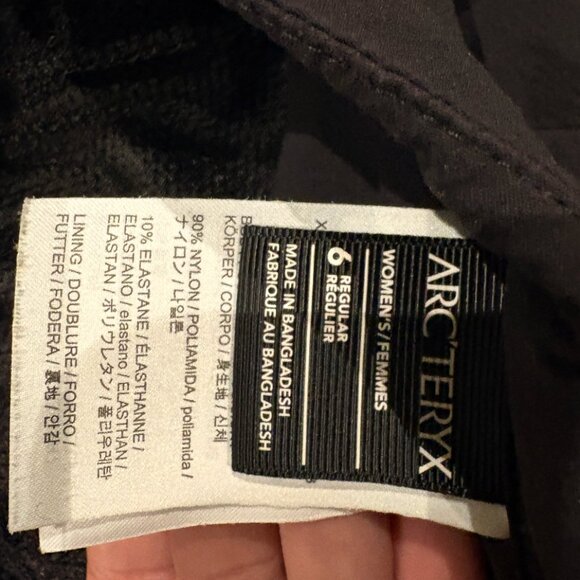 ARC'TERYX
WOMEN'S/FEMMES
6 REGULAR
RÉGULIER
MADE IN BANGLADESH
FABRIQUÉ AU BANGLADESH
KÖRPER / CORPO / 身生地 / 신체
90% NYLON / POLIAMIDA / poliamida /
ナイロン / 나일론
10% ELASTANE / ÉLASTHANNE /
ELASTANO / elastano / ELASTHAN /
ELASTAN / ポリウレタン / 폴리우레탄
LINING / DOUBLURE / FORRO /
FUTTER / FODERA / 裏地 / 안감